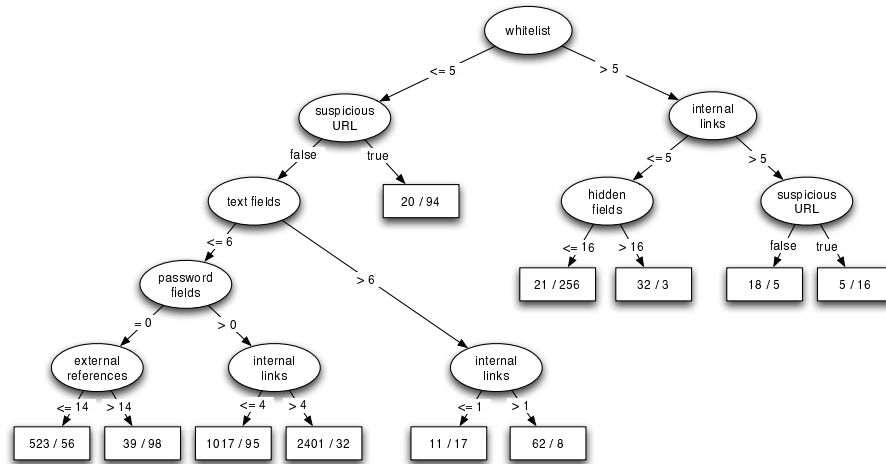 whitelist
<= 5
> 5
suspicious
URL
internal
links
false
true
<= 5
> 5
text fields
20 / 94
hidden
fields
suspicious
URL
<= 6
> 6
<= 16
> 16
false
true
password
fields
21 / 256
32 / 3
18 / 5
5 / 16
= 0
> 0
external
references
internal
links
internal
links
<= 14
> 14
<= 4
> 4
<= 1
> 1
523 / 56
39 / 98
1017 / 95
2401 / 32
11 / 17
62 / 8